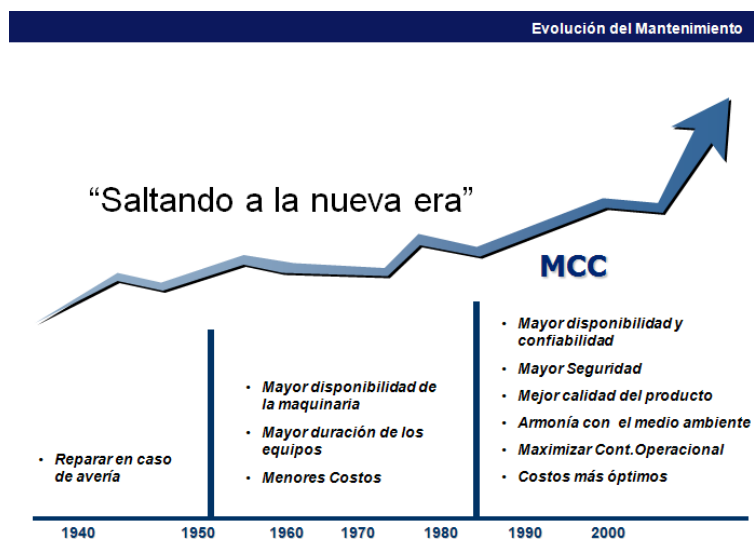 Evolución del Mantenimiento
“Saltando a la nueva era”
MCC
• Reparar en caso
de avería
• Mayor disponibilidad de
la maquinaria
• Mayor duración de los
equipos
• Menores Costos
• Mayor disponibilidad y
confiabilidad
• Mayor Seguridad
• Mejor calidad del producto
• Armonía con el medio ambiente
• Maximizar Cont.Operacional
• Costos más óptimos
1940 1950 1960 1970 1980 1990 2000